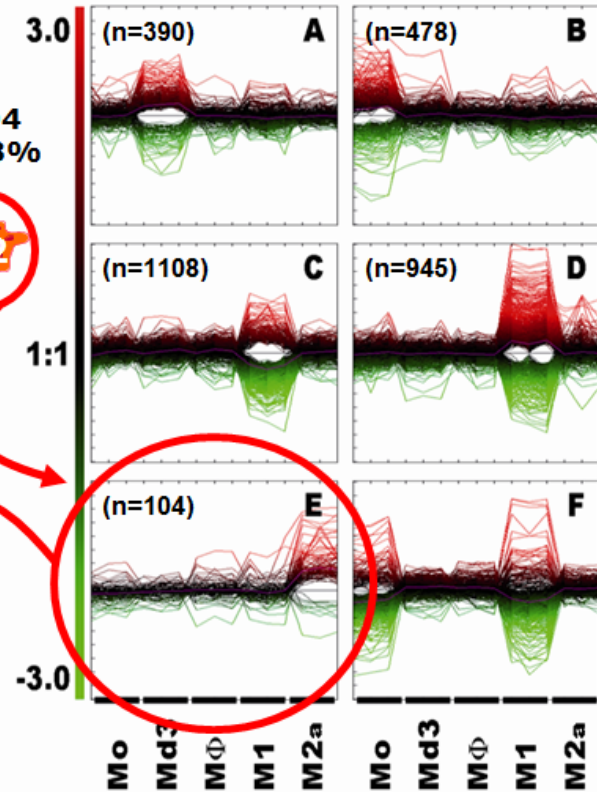 3.0
(n=390) A
(n=478) B
4
%
(n=1108) C
(n=945) D
1:1
(n=104) E
F
-3.0
Mo
Md3
MΦ
M1
M2a
Mo
Md3
MΦ
M1
M2a